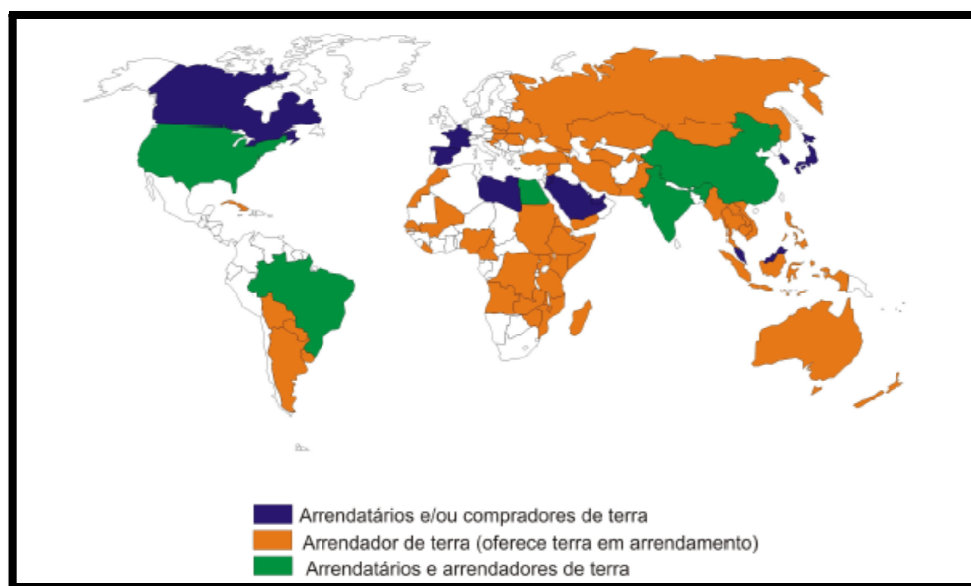 Arrendatários e/ou compradores de terra
Arrendador de terra (oferece terra em arrendamento)
Arrendatários e arrendadores de terra